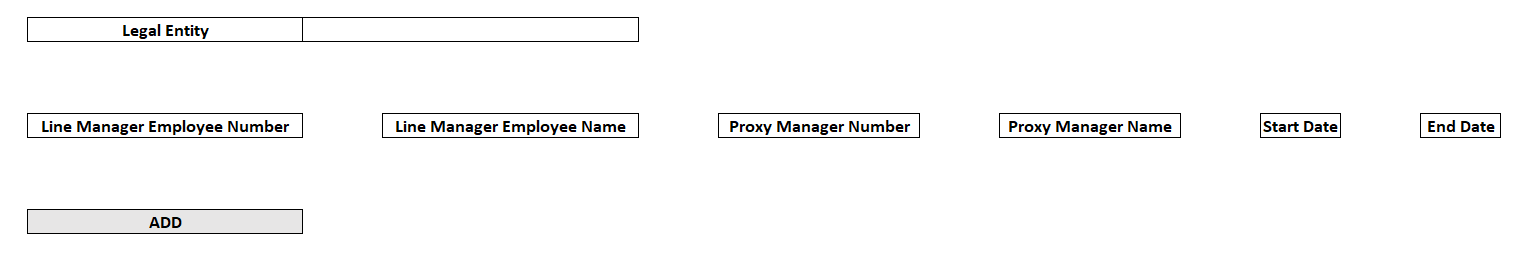 Legal Entity
Line Manager Employee Number Line Manager Employee Name Proxy Manager Number Proxy Manager Name Start Date End Date
ADD